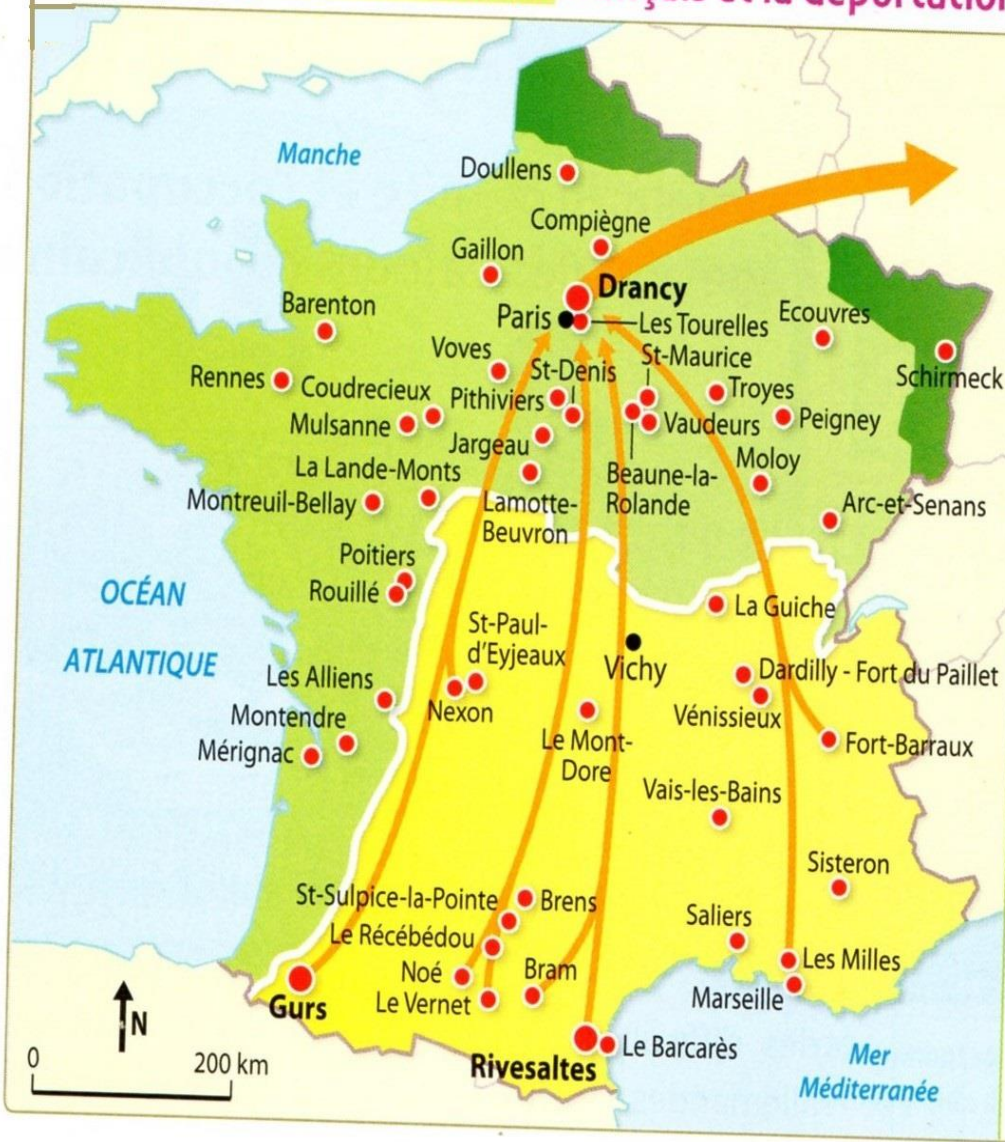 et la déportation
Manche
Doullens
Compiègne
Gaillon
Drancy
Barenton
Paris
Les Tourelles
Ecouvres
Voves
St-Denis
St-Maurice
Schirmeck
Rennes
Coudrecieux
Pithiviers
Troyes
Mulsanne
Vaudeurs
Peigney
Jargeau
La Lande-Monts
Beaune-la-
Rolande
Moloy
Montreuil-Bellay
Lamotte-
Beuvron
Arc-et-Senans
Poitiers
Rouillé
OCÉAN
ATLANTIQUE
La Guiche
St-Paul-
d'Eyjeaux
Vichy
Les Alliens
Dardilly - Fort du Paillet
Nexon
Vénissieux
Montendre
Mérignac
Le Mont-
Dore
Fort-Barraux
Vais-les-Bains
Sisteron
St-Sulpice-la-Pointe
Brens
Saliers
Le Récébédou
Les Milles
Noé
Bram
Marseille
Le Vernet
Gurs
N
Le Barcarès
Rivesaltes
0
200 km
Mer
Méditerranée